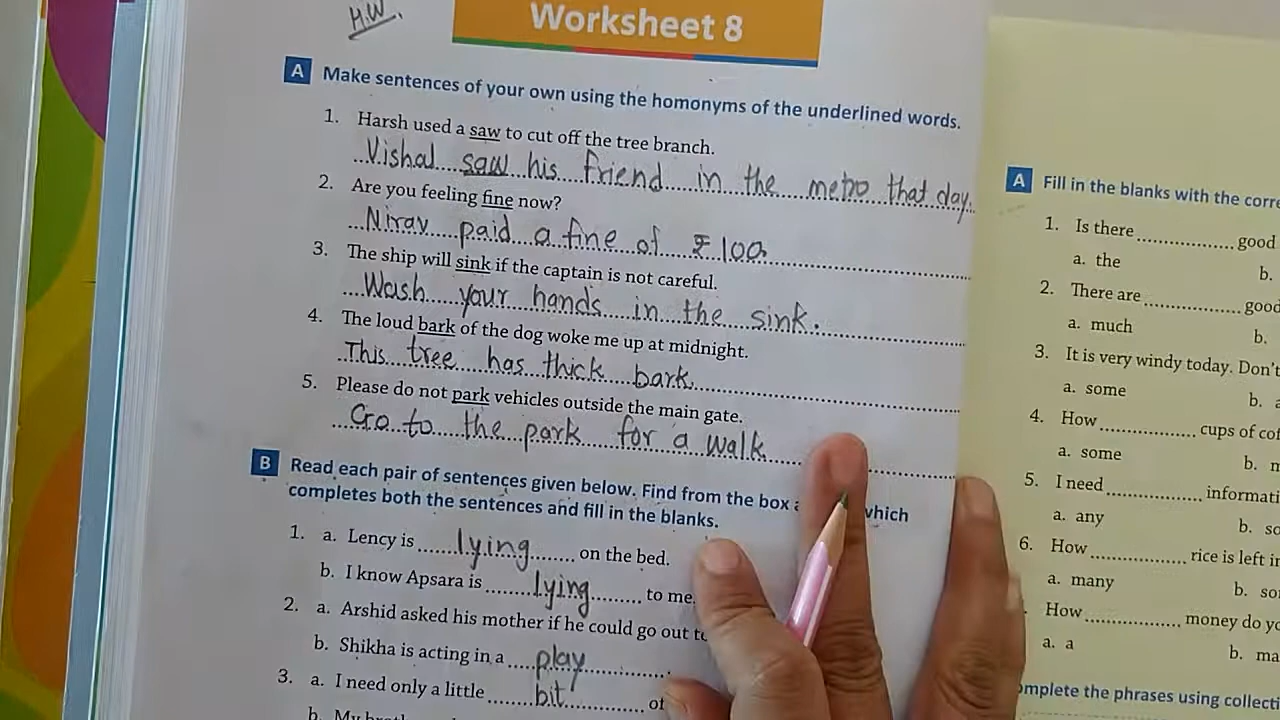 H.W.
Worksheet 8
A Make sentences of your own using the homonyms of the underlined words.
1. Harsh used a saw to cut off the tree branch.
Vishal saw his friend in the metro that day.
2. Are you feeling fine now?
Nirav paid a fine of ₹100.
3. The ship will sink if the captain is not careful.
Wash your hands in the sink.
4. The loud bark of the dog woke me up at midnight.
This tree has thick bark.
5. Please do not park vehicles outside the main gate.
Go to the park for a walk.
B Read each pair of sentences given below. Find from the box a which
completes both the sentences and fill in the blanks.
1. a. Lency is lying on the bed.
b. I know Apsara is lying to me.
2. a. Arshid asked his mother if he could go out
b. Shikha is acting in a play.
3. a. I need only a little bit of
b. My
A Fill in the blanks with the
1. Is there ................ good
a. the b.
2. There are ................ good
a. much b.
3. It is very windy today. Don't
a. some b.
4. How ................ cups of
a. some b.
5. I need ................
a. any b.
6. How ................ rice is left
a. many b.
How ................ money do
a. a b.
the phrases using